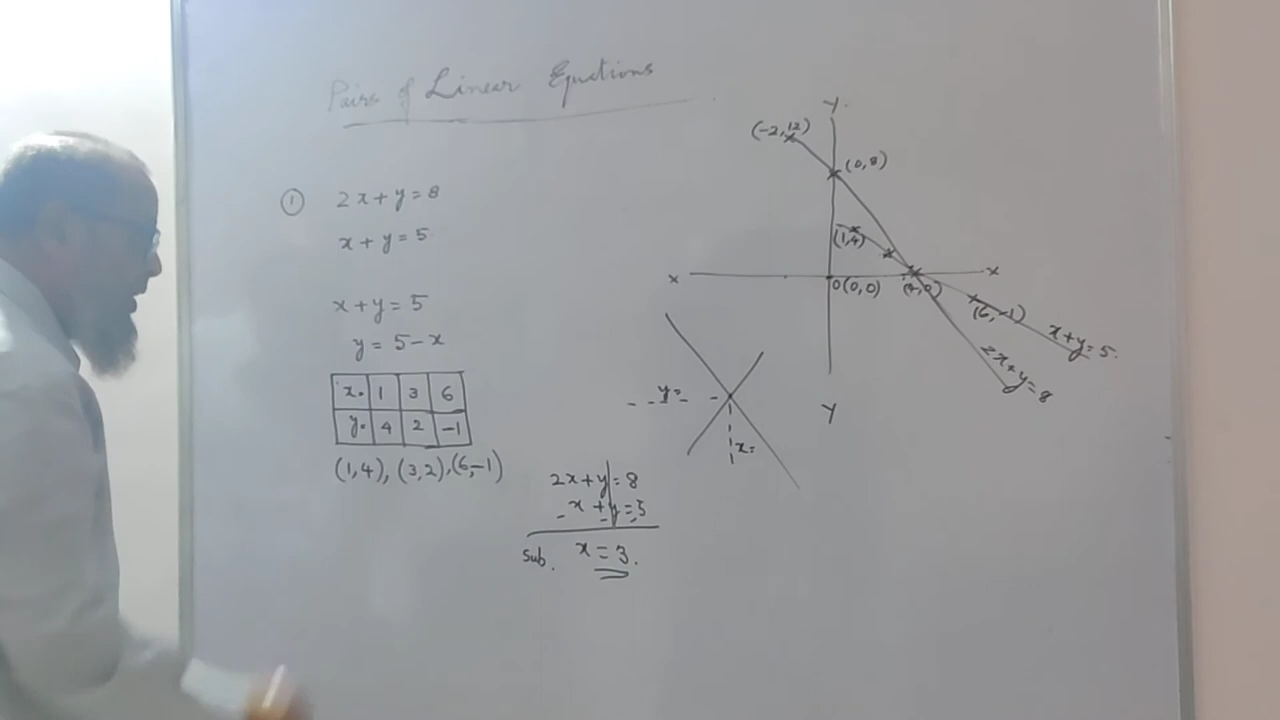 Pairs of Linear Equations
① 2x + y = 8
x + y = 5
x + y = 5
y = 5 - x
x = 1 3 6
y = 4 2 -1
(1,4), (3,2), (6,-1)
2x + y = 8
- x + y = 5
- -
Sub. x = 3.
Y
(-2,12)
(0,8)
(1,4)
X
X
0(0,0)
(4,0)
(6,-1)
x+y=5.
2x+y=8
Y
y=
x=